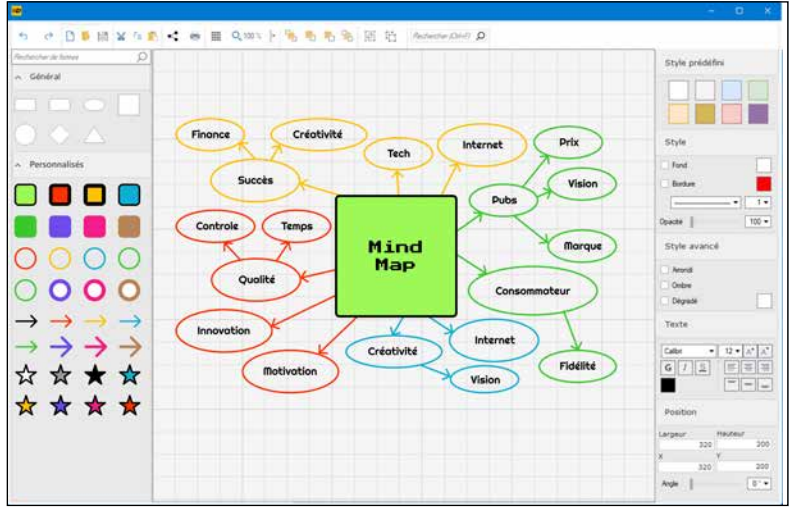 100 %
Rechercher (Ctrl+F)
Rechercher de formes
Général
Personnalisés
Finance
Créativité
Tech
Internet
Prix
Succès
Vision
Pubs
Controle
Temps
Mind
Map
Marque
Qualité
Consommateur
Innovation
Internet
Créativité
Motivation
Vision
Fidélité
Style prédéfini
Style
Fond
Bordure
1
Opacité
100
Style avancé
Arrondi
Ombre
Dégradé
Texte
Calibri
12
G I S
Position
Largeur Hauteur
320 200
X Y
320 200
Angle 0°